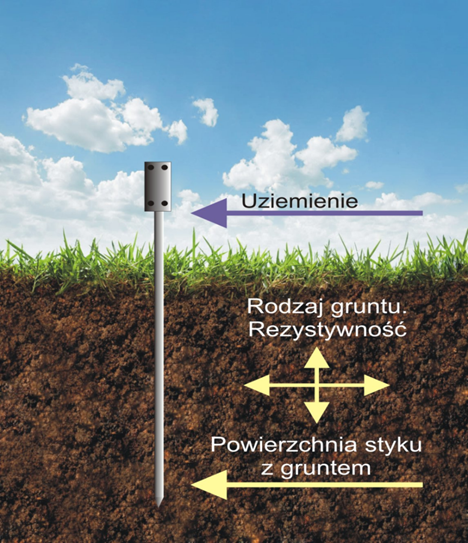 Uziemienie
Rodzaj gruntu.
Rezystywność
Powierzchnia styku
z gruntem